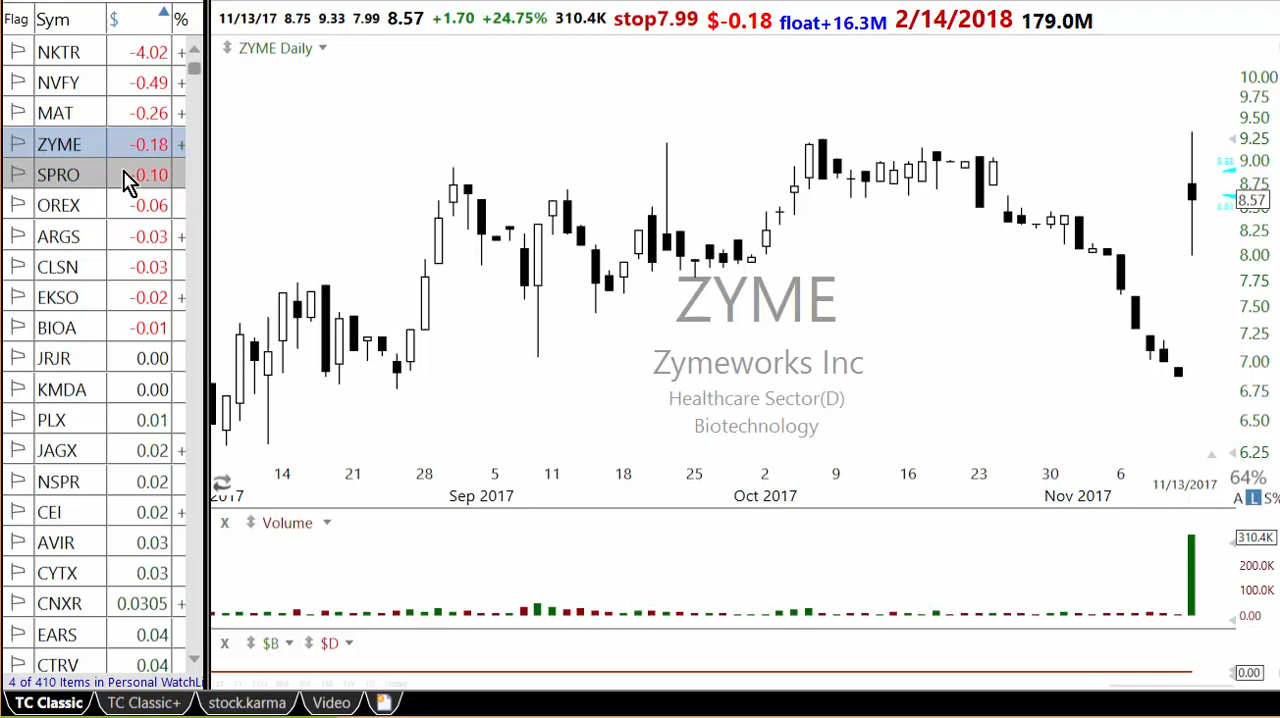 Flag Sym $ %
NKTR -4.02 +
NVFY -0.49 +
MAT -0.26 +
ZYME -0.18 +
SPRO -0.10
OREX -0.06
ARGS -0.03 +
CLSN -0.03
EKSO -0.02 +
BIOA -0.01
JRJR 0.00
KMDA 0.00
PLX 0.01
JAGX 0.02 +
NSPR 0.02
CEI 0.02 +
AVIR 0.03
CYTX 0.03
CNXR 0.0305 +
EARS 0.04
CTRV 0.04
4 of 410 Items in Personal WatchLi
11/13/17 8.75 9.33 7.99 8.57 +1.70 +24.75% 310.4K stop7.99 $-0.18 float+16.3M 2/14/2018 179.0M
ZYME Daily
10.00
9.75
9.50
9.25
9.00
8.75
8.57
8.25
8.00
7.75
7.50
7.25
7.00
6.75
6.50
6.25
ZYME
Zymeworks Inc
Healthcare Sector(D)
Biotechnology
14 21 28 5 11 18 25 2 9 16 23 30 6 11/13/2017
2017 Sep 2017 Oct 2017 Nov 2017
64%
A L S%
X Volume
310.4K
200.0K
100.0K
0.00
X $B $D
0.00
TC Classic TC Classic+ stock.karma Video